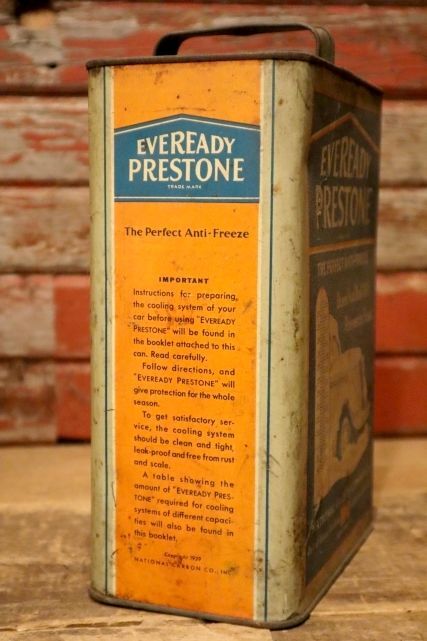 EVEREADY
PRESTONE
TRADE MARK
The Perfect Anti-Freeze
IMPORTANT
Instructions for preparing,
the cooling system of your
car before using "EVEREADY
PRESTONE" will be found in
the booklet attached to this
can. Read carefully.
Follow directions, and
"EVEREADY PRESTONE" will
give protection for the whole
season.
To get satisfactory ser-
vice, the cooling system
should be clean and tight,
leak-proof and free from rust
and scale.
A table showing the
amount of "EVEREADY PRES-
TONE" required for cooling
systems of different capaci-
ties will also be found in
this booklet.
Copyright
NATIONAL CARBON CO., INC.
EVEREADY
PRESTONE
THE PERFECT ANTI-FREEZE